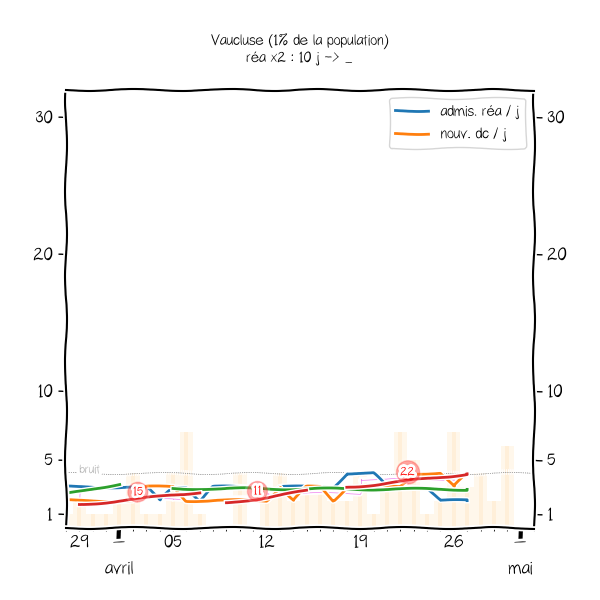 Vaucluse (1% de la population)
réa x2 : 10 j -> _
admis. réa / j
nouv. dc / j
30
30
20
20
10
10
5
5
bruit
15
11
22
1
1
29
05
12
19
26
avril
mai